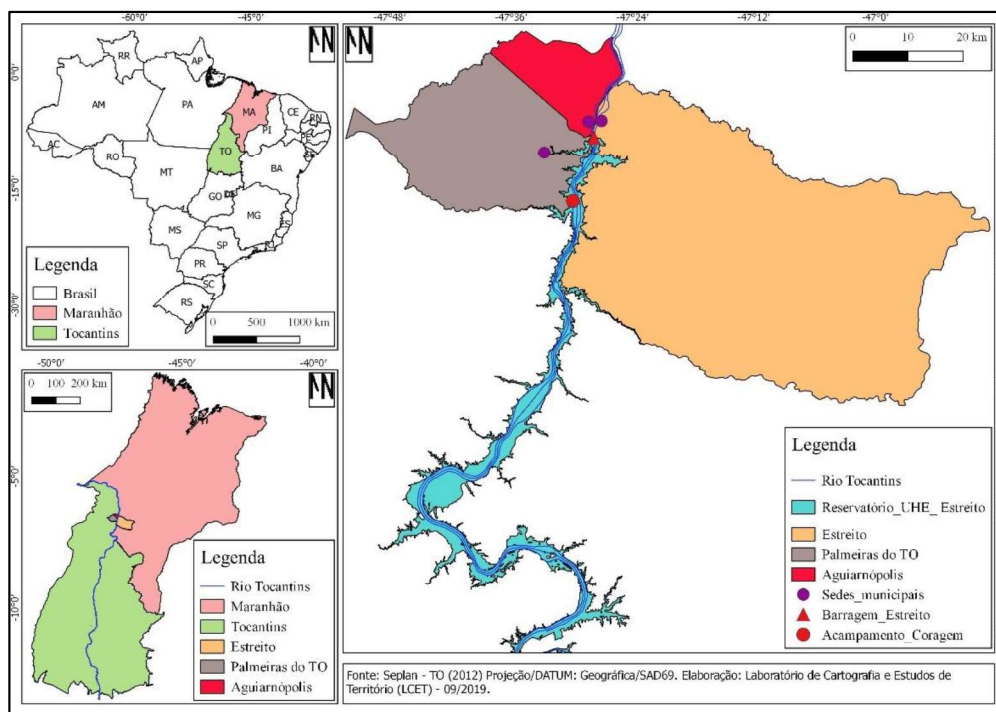 -60°0'
-45°0'
0°0'
-15°0'
-30°0'
RR
AP
AM
PA
MA
CE
RN
PI
AC
RO
TO
MT
BA
GO
MG
MS
SP
PR
SC
RS
N
Legenda
Brasil
Maranhão
Tocantins
0 500 1000 km
-50°0'
-45°0'
-40°0'
0 100 200 km
N
-5°0'
-10°0'
Legenda
Rio Tocantins
Maranhão
Tocantins
Estreito
Palmeiras do TO
Aguiarnópolis
-47°48'
-47°36'
-47°24'
-47°12'
-47°0'
N
0 10 20 km
Legenda
Rio Tocantins
Reservatório_UHE_ Estreito
Estreito
Palmeiras do TO
Aguiarnópolis
Sedes_municipais
Barragem_Estreito
Acampamento_Coragem
Fonte: Seplan - TO (2012) Projeção/DATUM: Geográfica/SAD69. Elaboração: Laboratório de Cartografia e Estudos de
Território (LCET) - 09/2019.